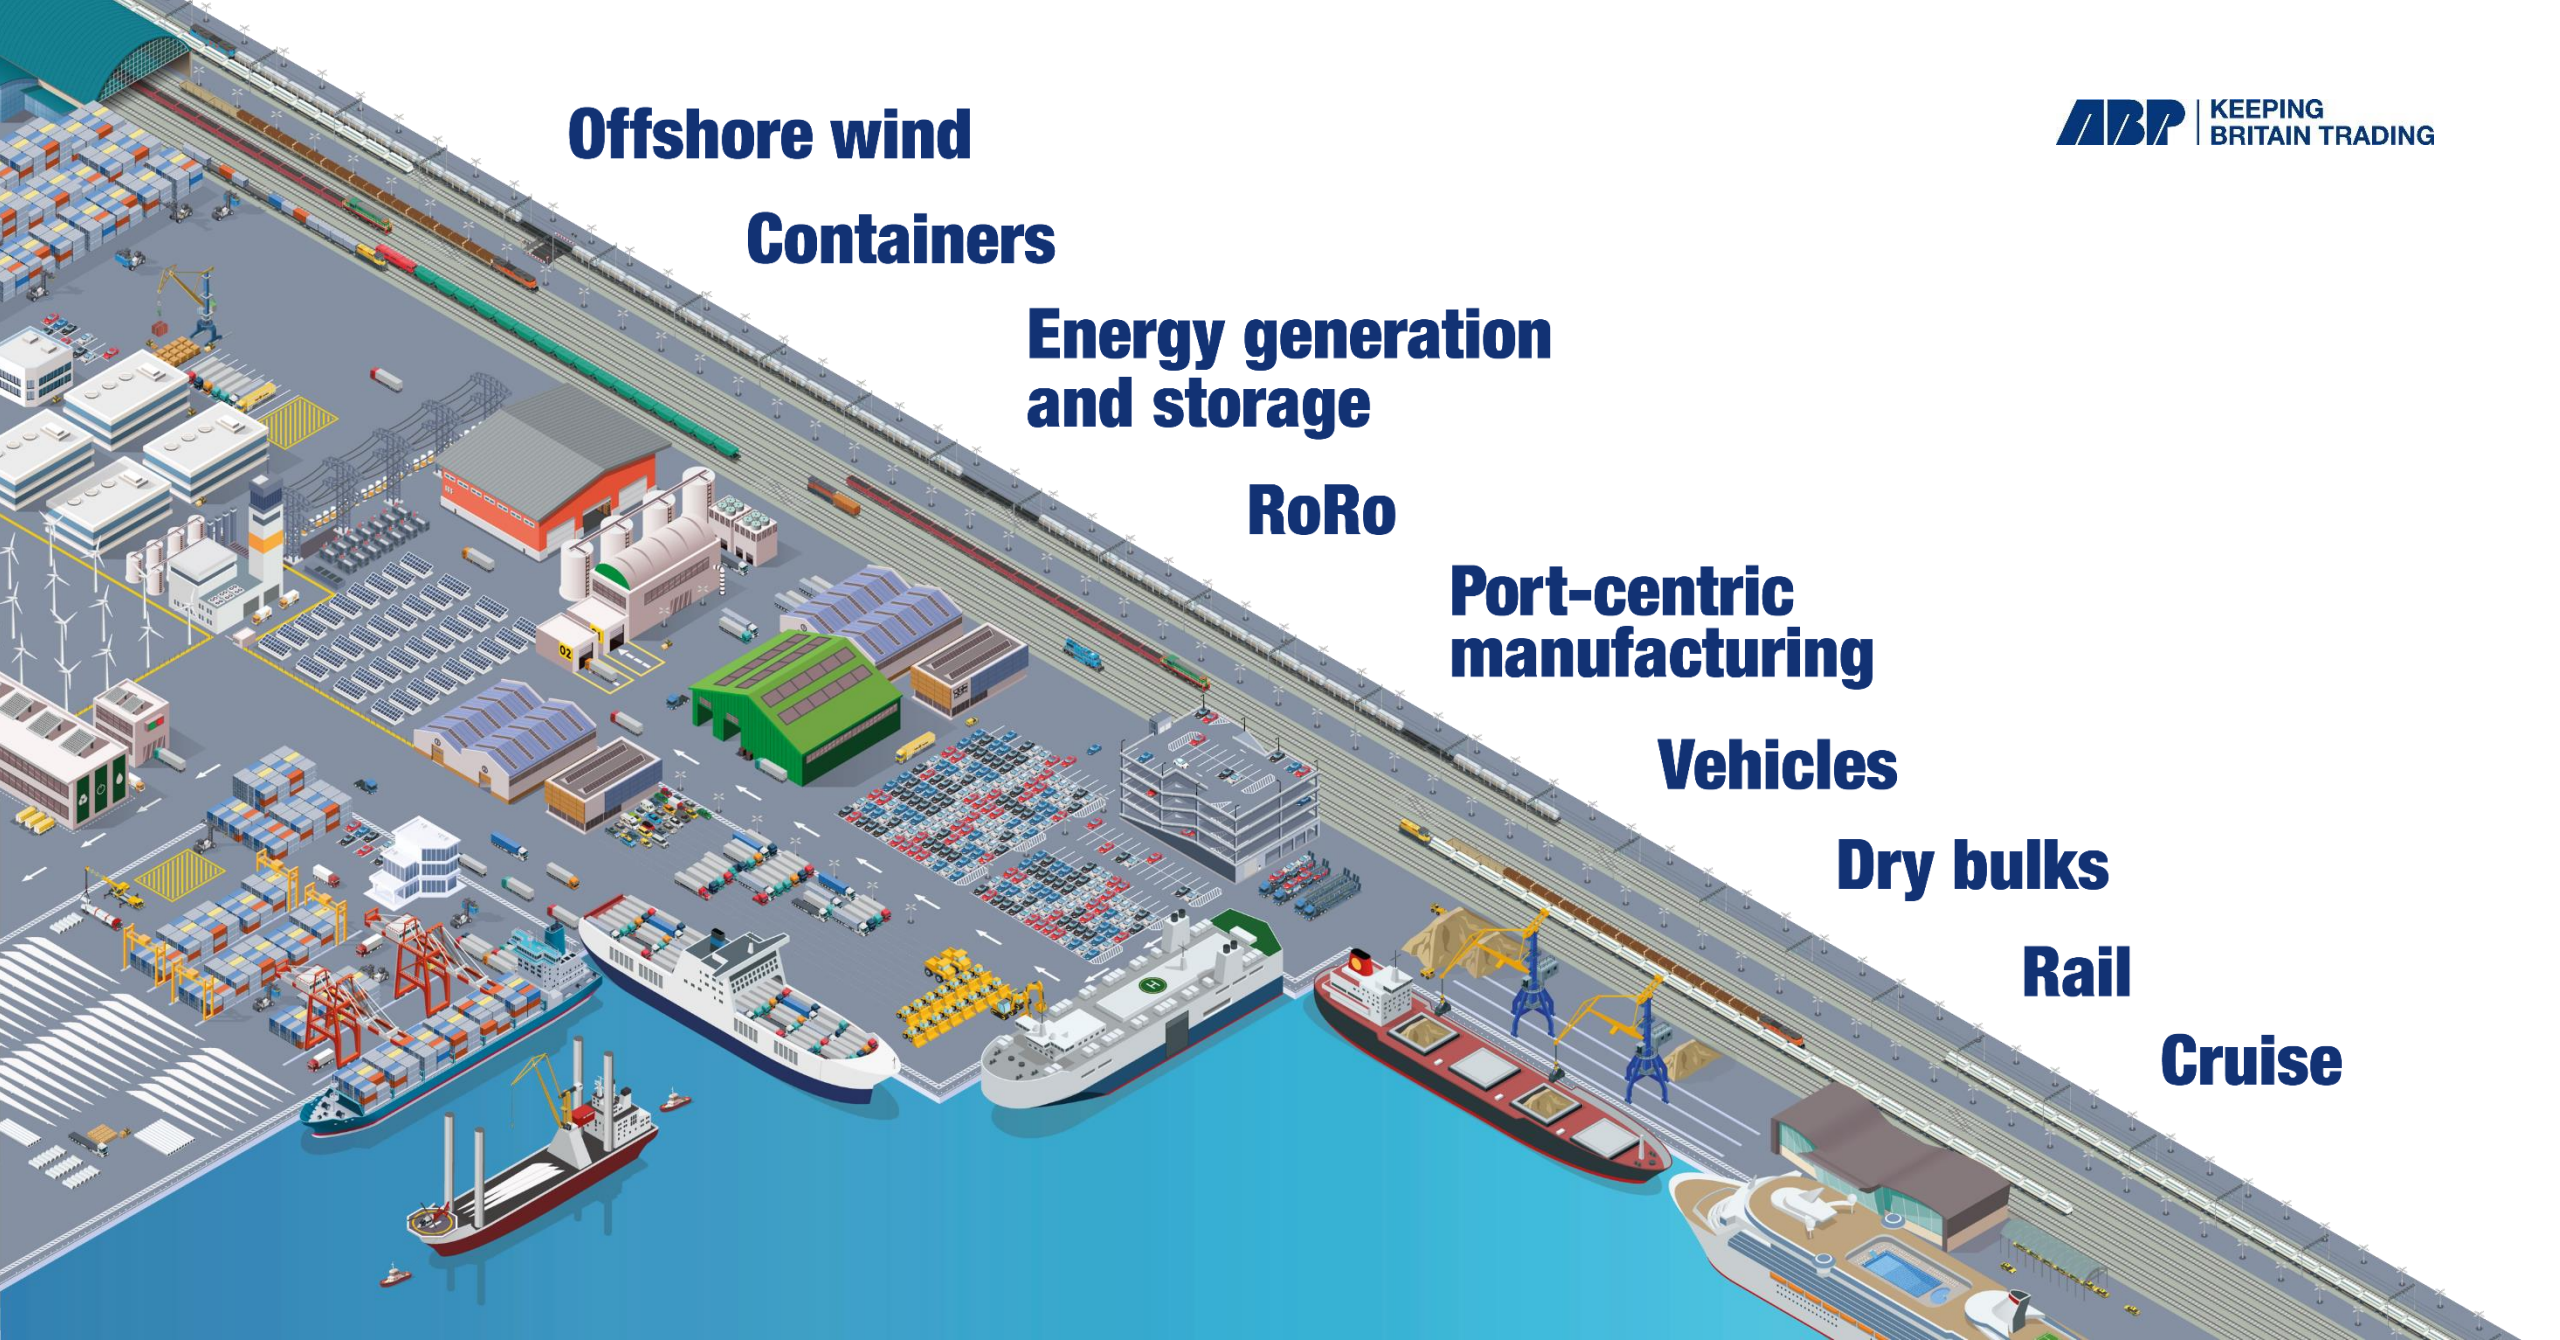 Offshore wind
ABP
KEEPING
BRITAIN TRADING
Containers
Energy generation
and storage
RoRo
Port-centric
manufacturing
Vehicles
Dry bulks
Rail
Cruise
02
H